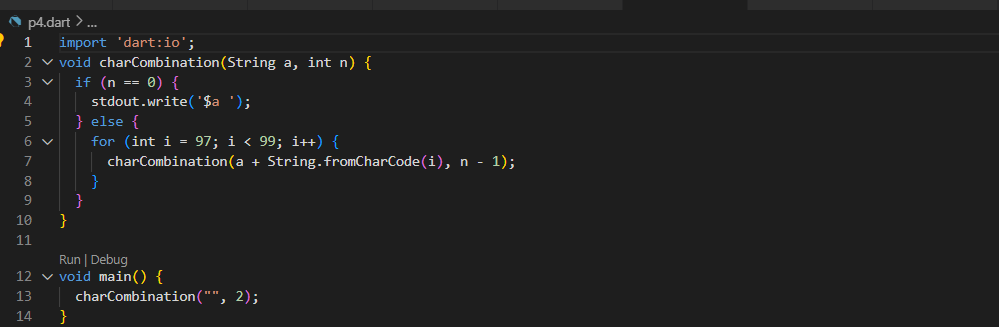 p4.dart > ...
1 import 'dart:io';
2 void charCombination(String a, int n) {
3   if (n == 0) {
4     stdout.write('$a ');
5   } else {
6     for (int i = 97; i < 99; i++) {
7       charCombination(a + String.fromCharCode(i), n - 1);
8     }
9   }
10 }
11
Run | Debug
12 void main() {
13   charCombination("", 2);
14 }